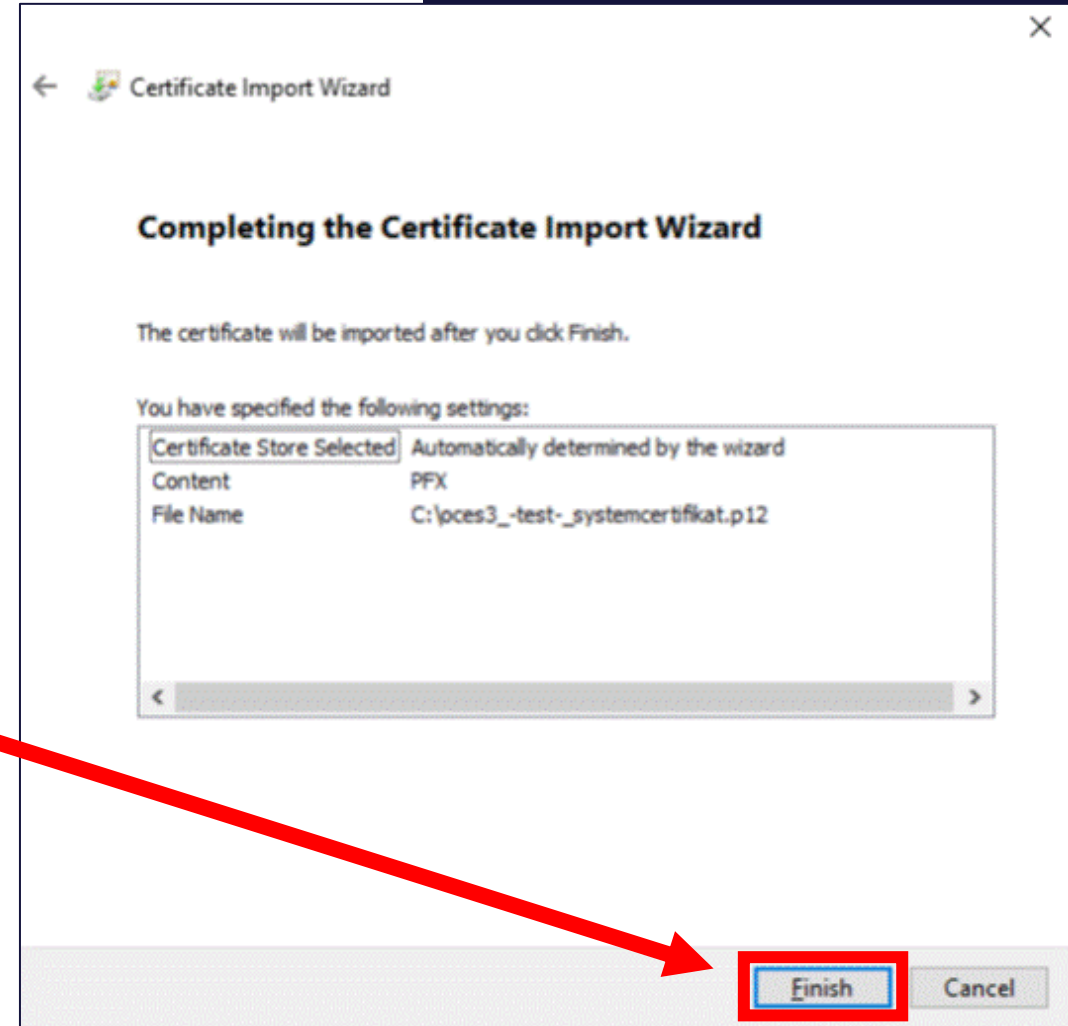 Certificate Import Wizard
Completing the Certificate Import Wizard
The certificate will be imported after you click Finish.
You have specified the following settings:
Certificate Store Selected Automatically determined by the wizard
Content PFX
File Name C:\oces3_-test-_systemcertifikat.p12
Finish Cancel